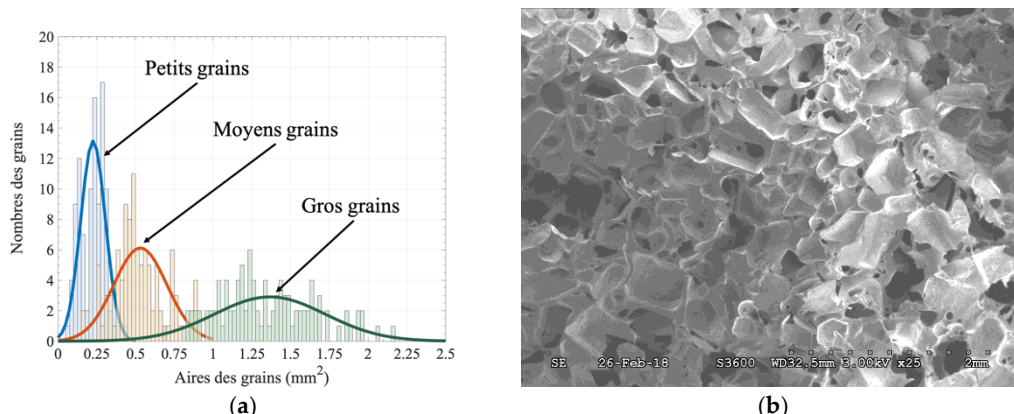 20
18
16
14
12
10
8
6
4
2
0
Nombres des grains
Petits grains
Moyens grains
Gros grains
0 0.25 0.5 0.75 1 1.25 1.5 1.75 2 2.25 2.5
Aires des grains (mm²)
(a)
SE 26-Feb-18 S3600 WD32.5mm 3.00kV x25 2mm
(b)